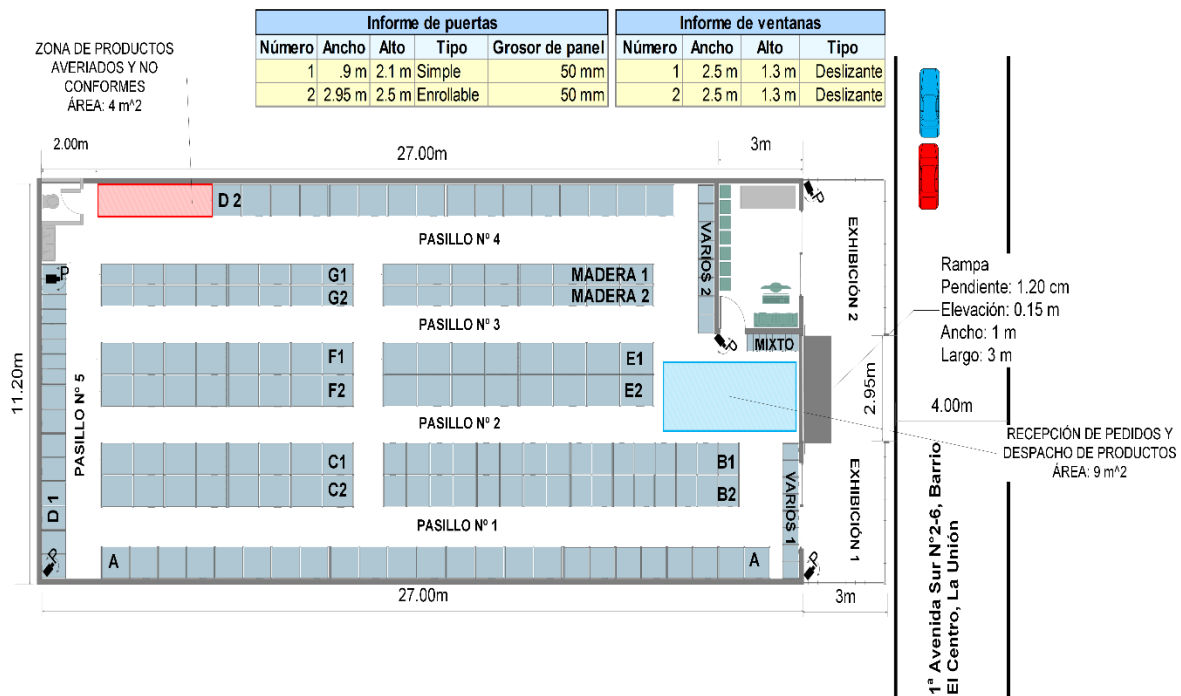 Informe de puertas
Número Ancho Alto Tipo Grosor de panel
1 .9 m 2.1 m Simple 50 mm
2 2.95 m 2.5 m Enrollable 50 mm
Informe de ventanas
Número Ancho Alto Tipo
1 2.5 m 1.3 m Deslizante
2 2.5 m 1.3 m Deslizante
ZONA DE PRODUCTOS
AVERIADOS Y NO
CONFORMES
ÁREA: 4 m^2
2.00m
27.00m
3m
D 2
PASILLO Nº 4
VARIOS 2
EXHIBICIÓN 2
P
P
G1
G2
MADERA 1
MADERA 2
PASILLO Nº 3
P
MIXTO
Rampa
Pendiente: 1.20 cm
Elevación: 0.15 m
Ancho: 1 m
Largo: 3 m
11.20m
PASILLO Nº 5
F1
F2
E1
E2
2.95m
4.00m
PASILLO Nº 2
RECEPCIÓN DE PEDIDOS Y
DESPACHO DE PRODUCTOS
ÁREA: 9 m^2
C1
C2
B1
B2
D 1
PASILLO Nº 1
VARIOS 1
EXHIBICIÓN 1
A
A
P
P
27.00m
3m
1ª Avenida Sur N°2-6, Barrio
El Centro, La Unión